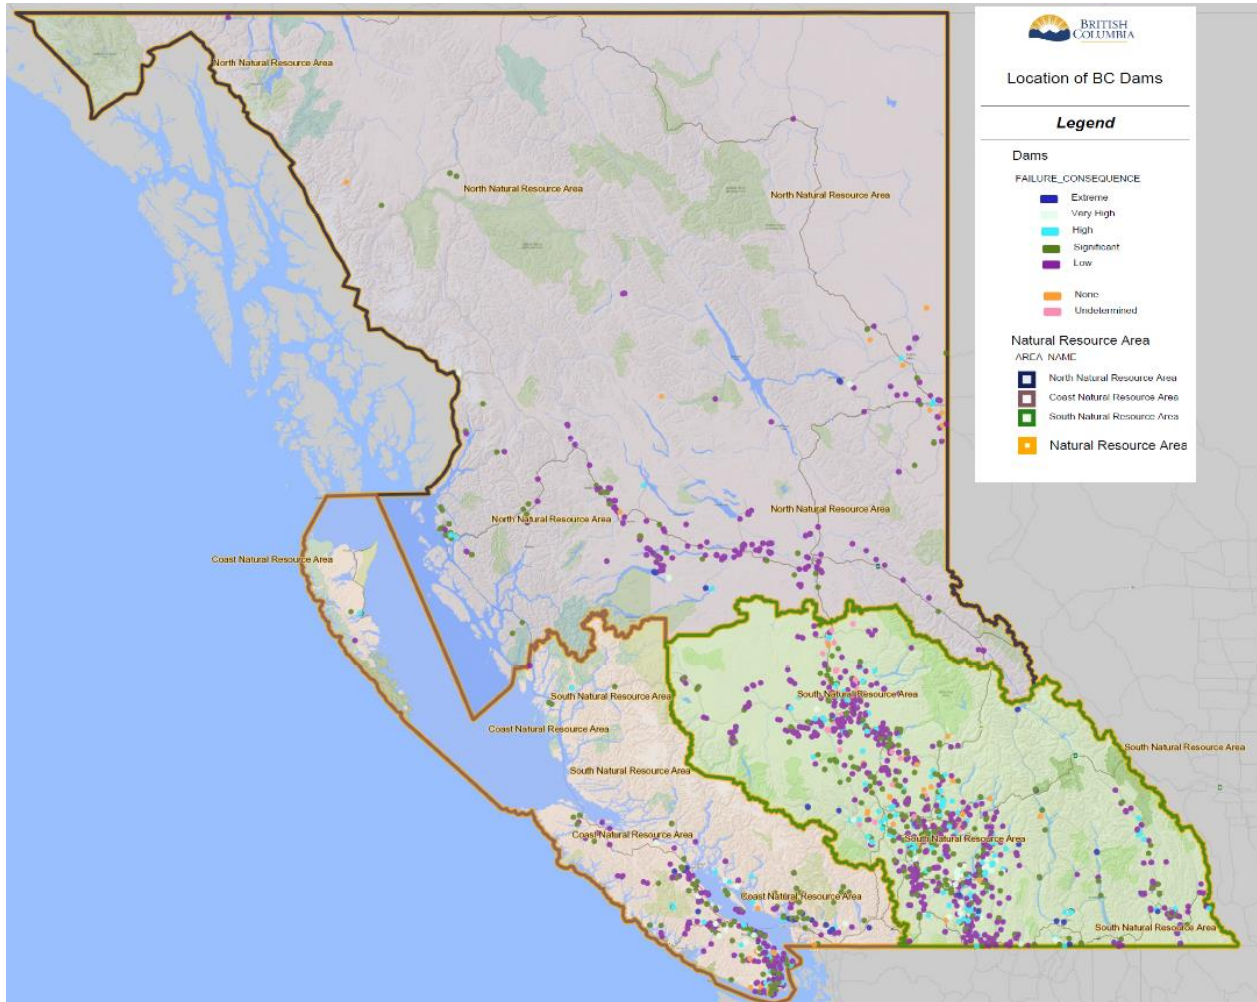 BRITISH
COLUMBIA
Location of BC Dams
Legend
Dams
FAILURE_CONSEQUENCE
Extreme
Very High
High
Significant
Low
None
Undetermined
Natural Resource Area
AREA_NAME
North Natural Resource Area
Coast Natural Resource Area
South Natural Resource Area
Natural Resource Area
North Natural Resource Area
North Natural Resource Area
North Natural Resource Area
North Natural Resource Area
North Natural Resource Area
Coast Natural Resource Area
South Natural Resource Area
South Natural Resource Area
Coast Natural Resource Area
South Natural Resource Area
South Natural Resource Area
Coast Natural Resource Area
South Natural Resource Area
Coast Natural Resource Area
South Natural Resource Area